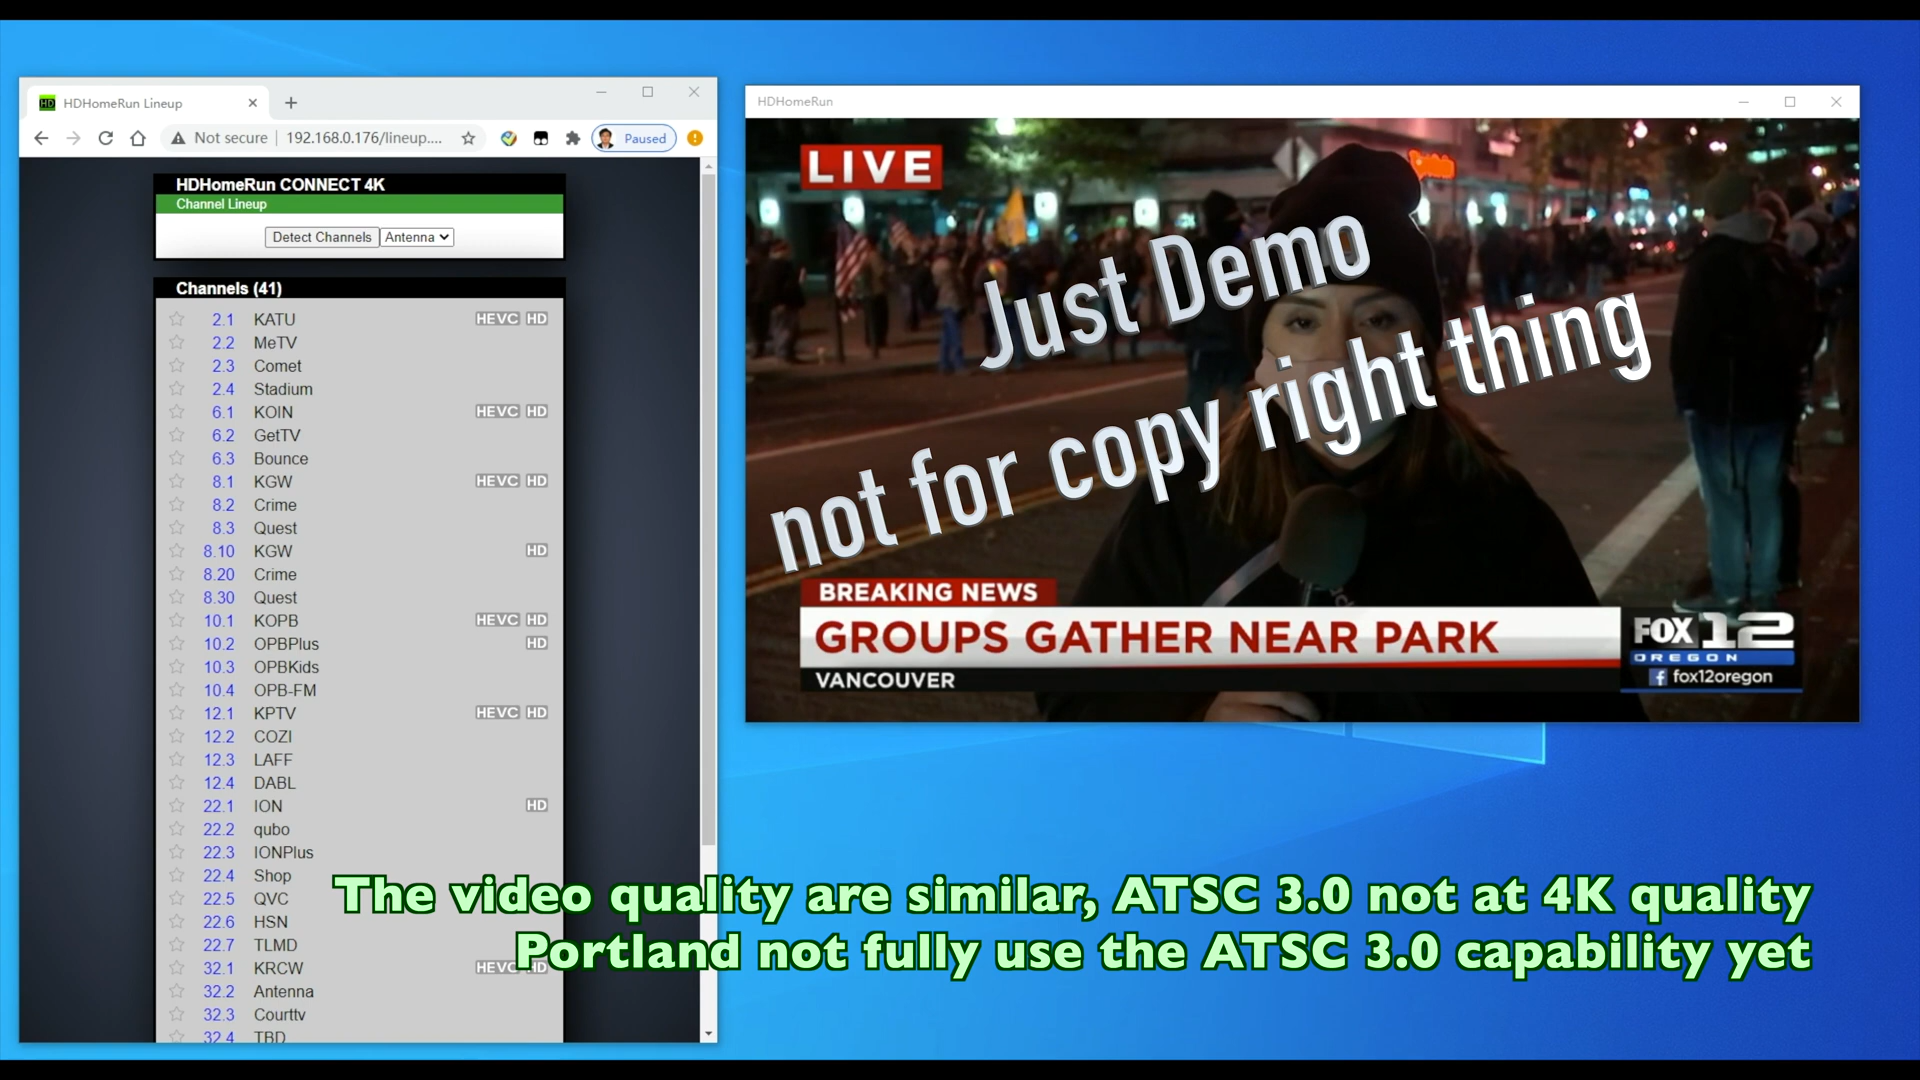 HDHomeRun Lineup
Not secure
192.168.0.176/lineup....
Paused
HDHomeRun CONNECT 4K
Channel Lineup
Detect Channels Antenna
Channels (41)
2.1 KATU HEVC HD
2.2 MeTV
2.3 Comet
2.4 Stadium
6.1 KOIN HEVC HD
6.2 GetTV
6.3 Bounce
8.1 KGW HEVC HD
8.2 Crime
8.3 Quest
8.10 KGW HD
8.20 Crime
8.30 Quest
10.1 KOPB HEVC HD
10.2 OPBPlus HD
10.3 OPBKids
10.4 OPB-FM
12.1 KPTV HEVC HD
12.2 COZI
12.3 LAFF
12.4 DABL
22.1 ION HD
22.2 qubo
22.3 IONPlus
22.4 Shop
22.5 QVC
22.6 HSN
22.7 TLMD
32.1 KRCW HEVC HD
32.2 Antenna
32.3 Courttv
32.4 TBD
HDHomeRun
LIVE
Just Demo
not for copy right thing
BREAKING NEWS
GROUPS GATHER NEAR PARK
VANCOUVER
FOX 12
OREGON
fox12oregon
The video quality are similar, ATSC 3.0 not at 4K quality
Portland not fully use the ATSC 3.0 capability yet